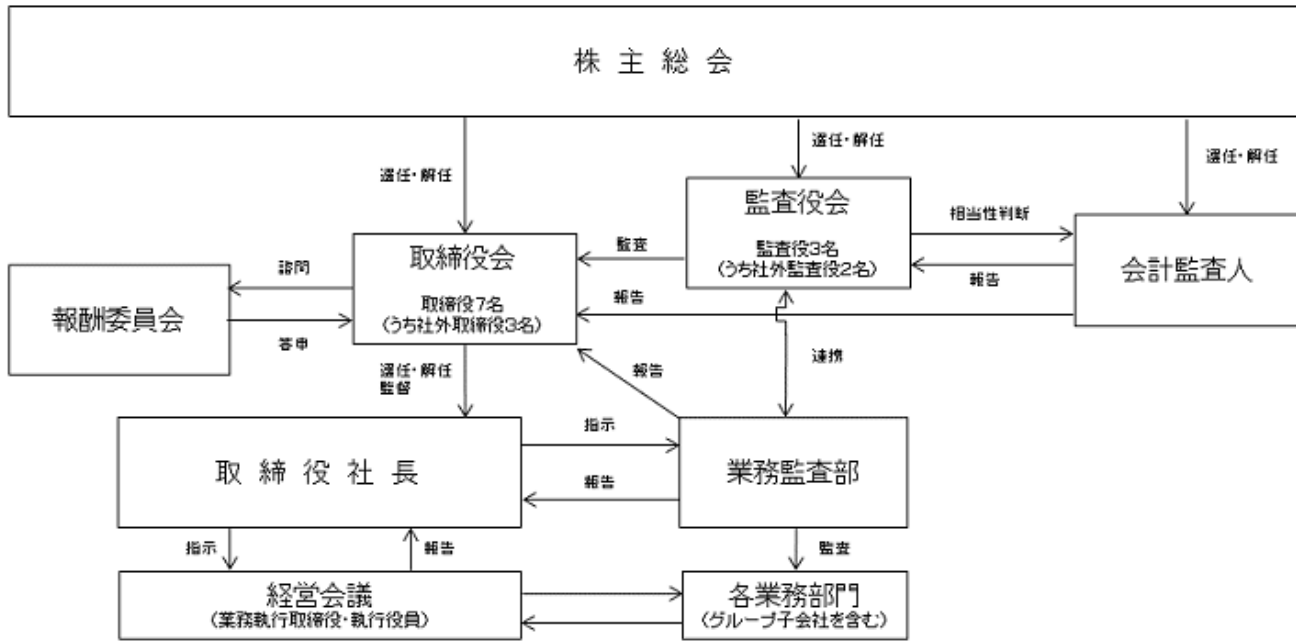 株主総会
選任・解任
選任・解任
選任・解任
監査役会
監査役3名
(うち社外監査役2名)
相当性判断
報告
会計監査人
取締役会
取締役7名
(うち社外取締役3名)
監査
報告
諮問
答申
報酬委員会
選任・解任
監督
報告
連携
取締役社長
指示
報告
業務監査部
指示
報告
監査
経営会議
(業務執行取締役・執行役員)
各業務部門
(グループ子会社を含む)